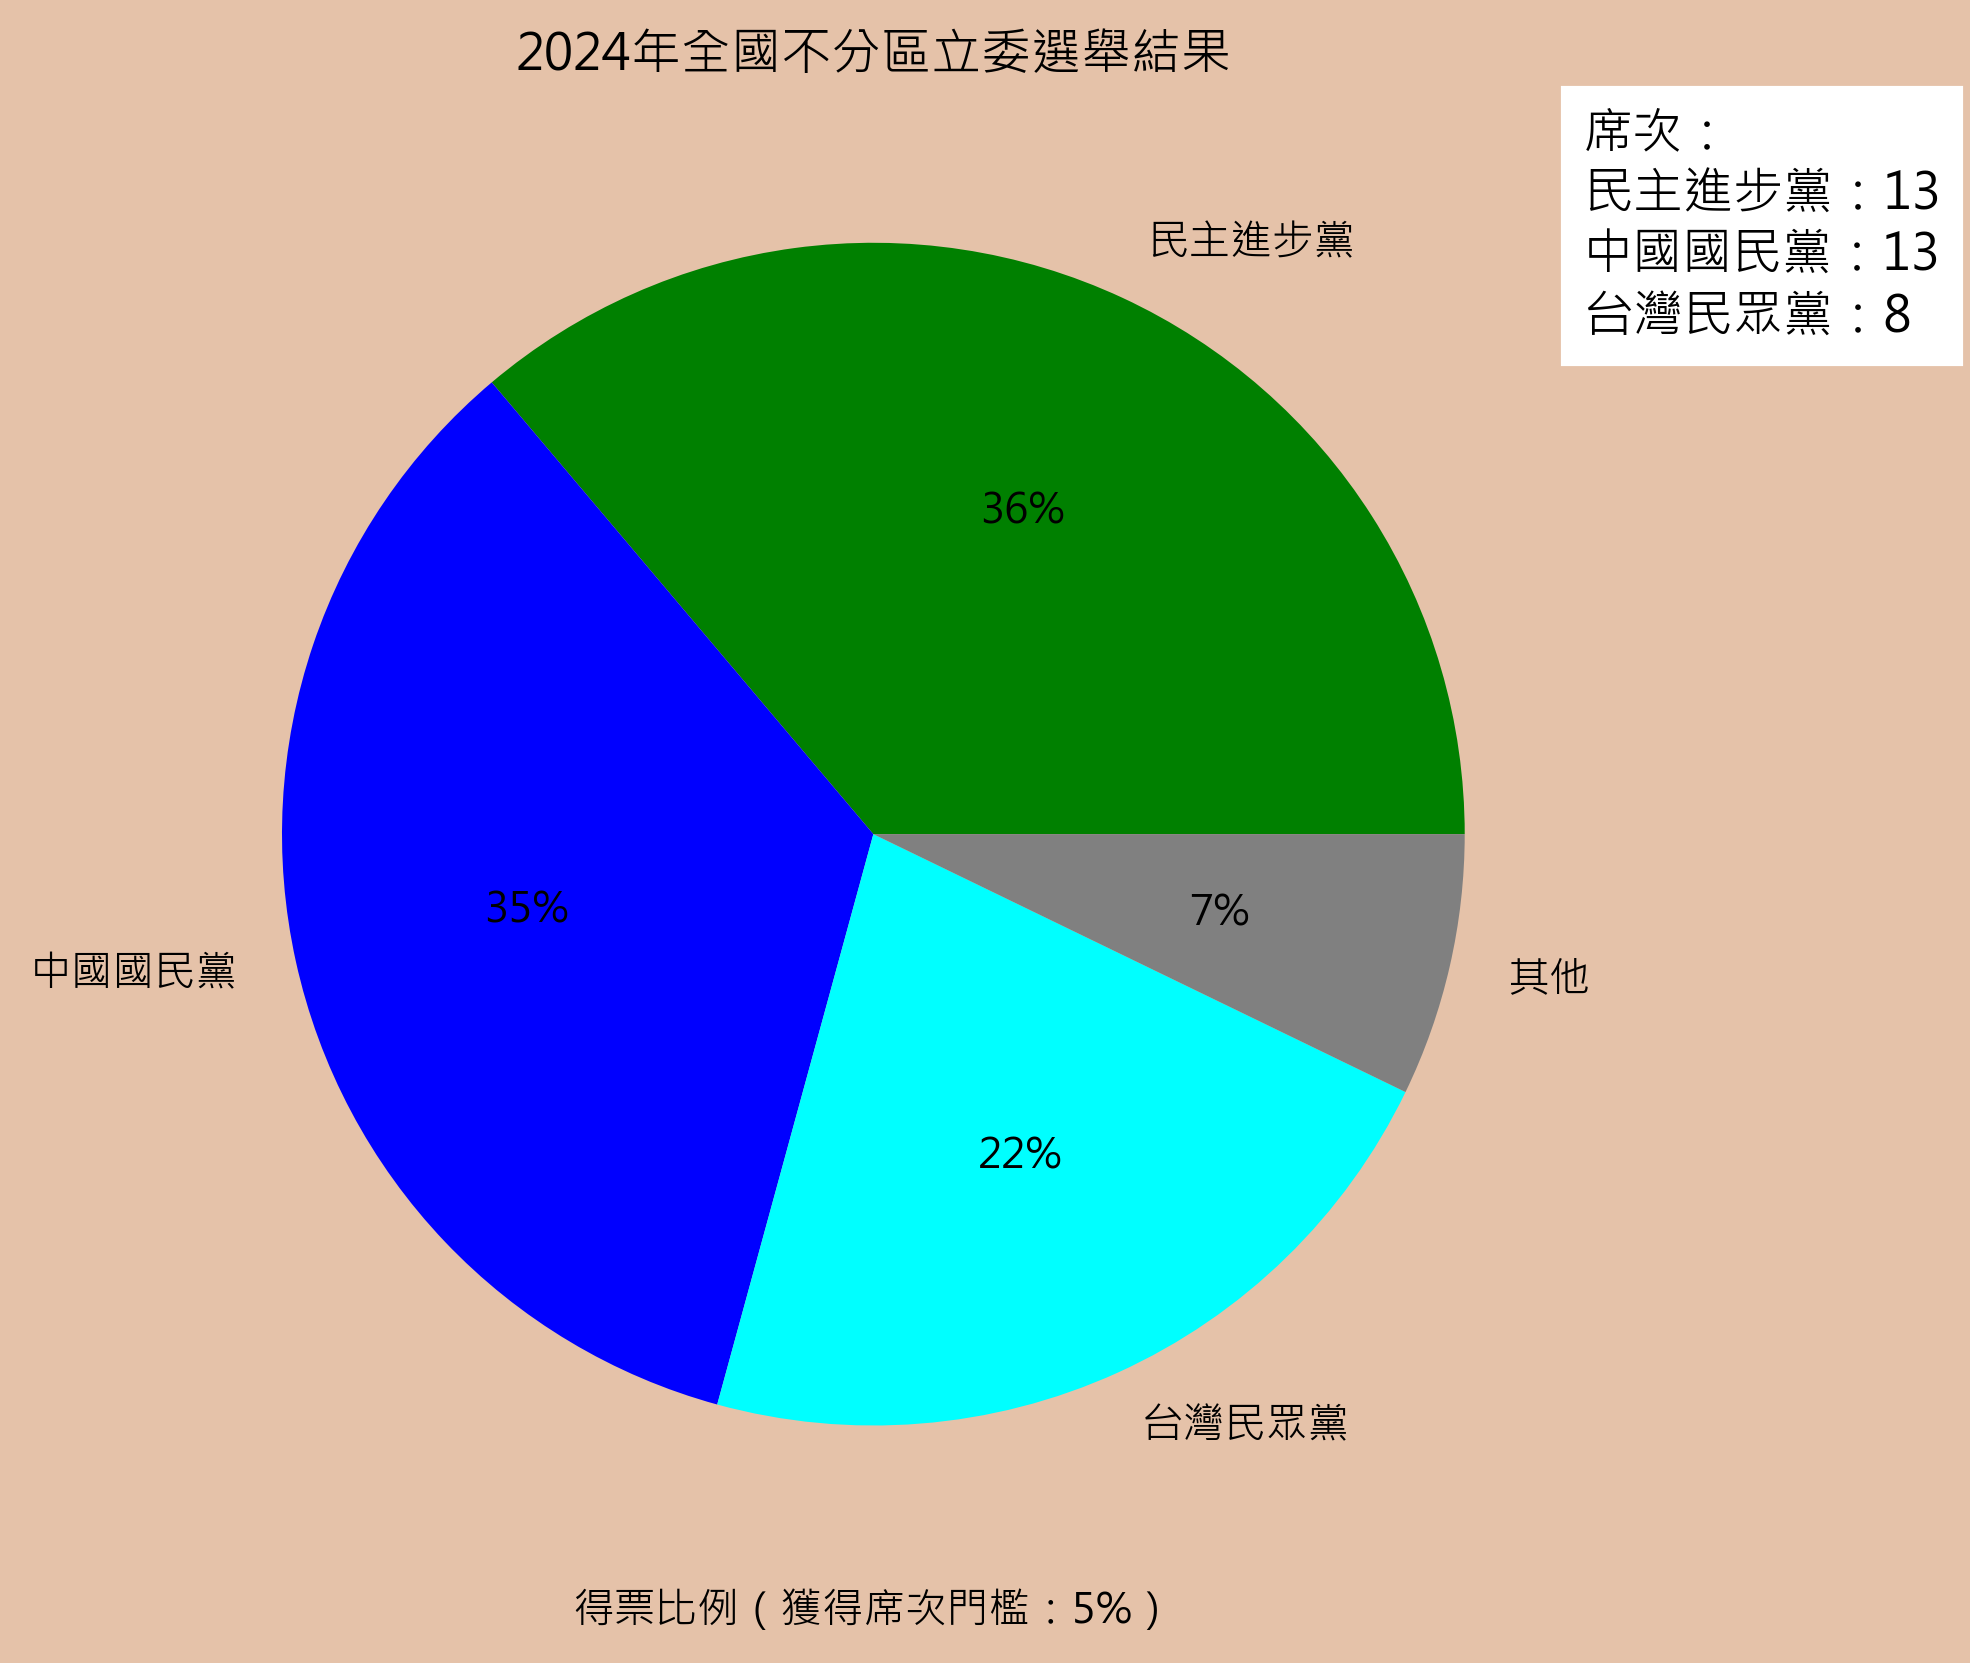 2024年全國不分區立委選舉結果
席次：
民主進步黨：13
中國國民黨：13
台灣民眾黨：8
民主進步黨
36%
中國國民黨
35%
台灣民眾黨
22%
其他
7%
得票比例（獲得席次門檻：5%）